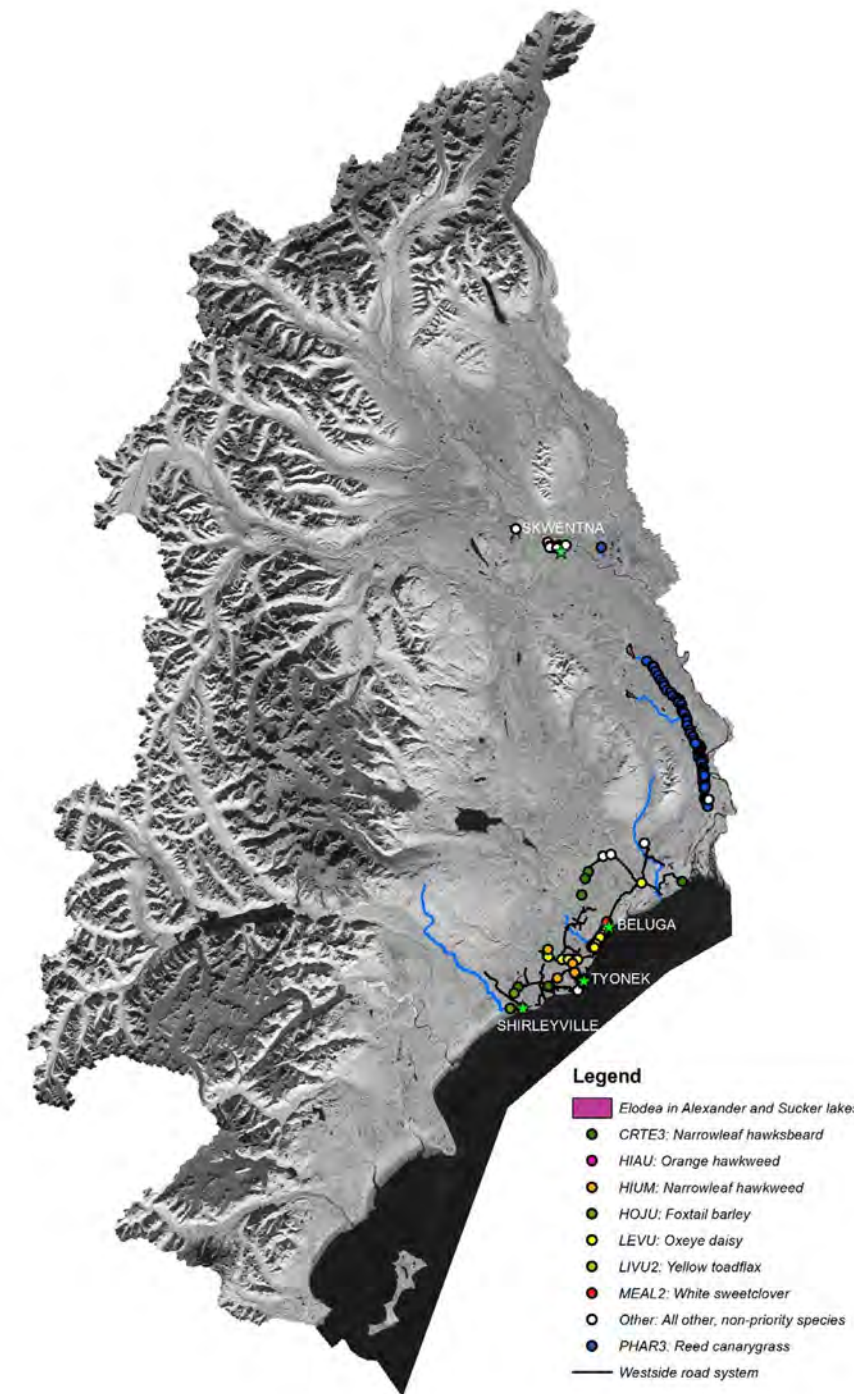 SKWENTNA
BELUGA
TYONEK
SHIRLEYVILLE
Legend
Elodea in Alexander and Sucker lakes
CRTE3: Narrowleaf hawksbeard
HIAU: Orange hawkweed
HIUM: Narrowleaf hawkweed
HOJU: Foxtail barley
LEVU: Oxeye daisy
LIVU2: Yellow toadflax
MEAL2: White sweetclover
Other: All other, non-priority species
PHAR3: Reed canarygrass
Westside road system